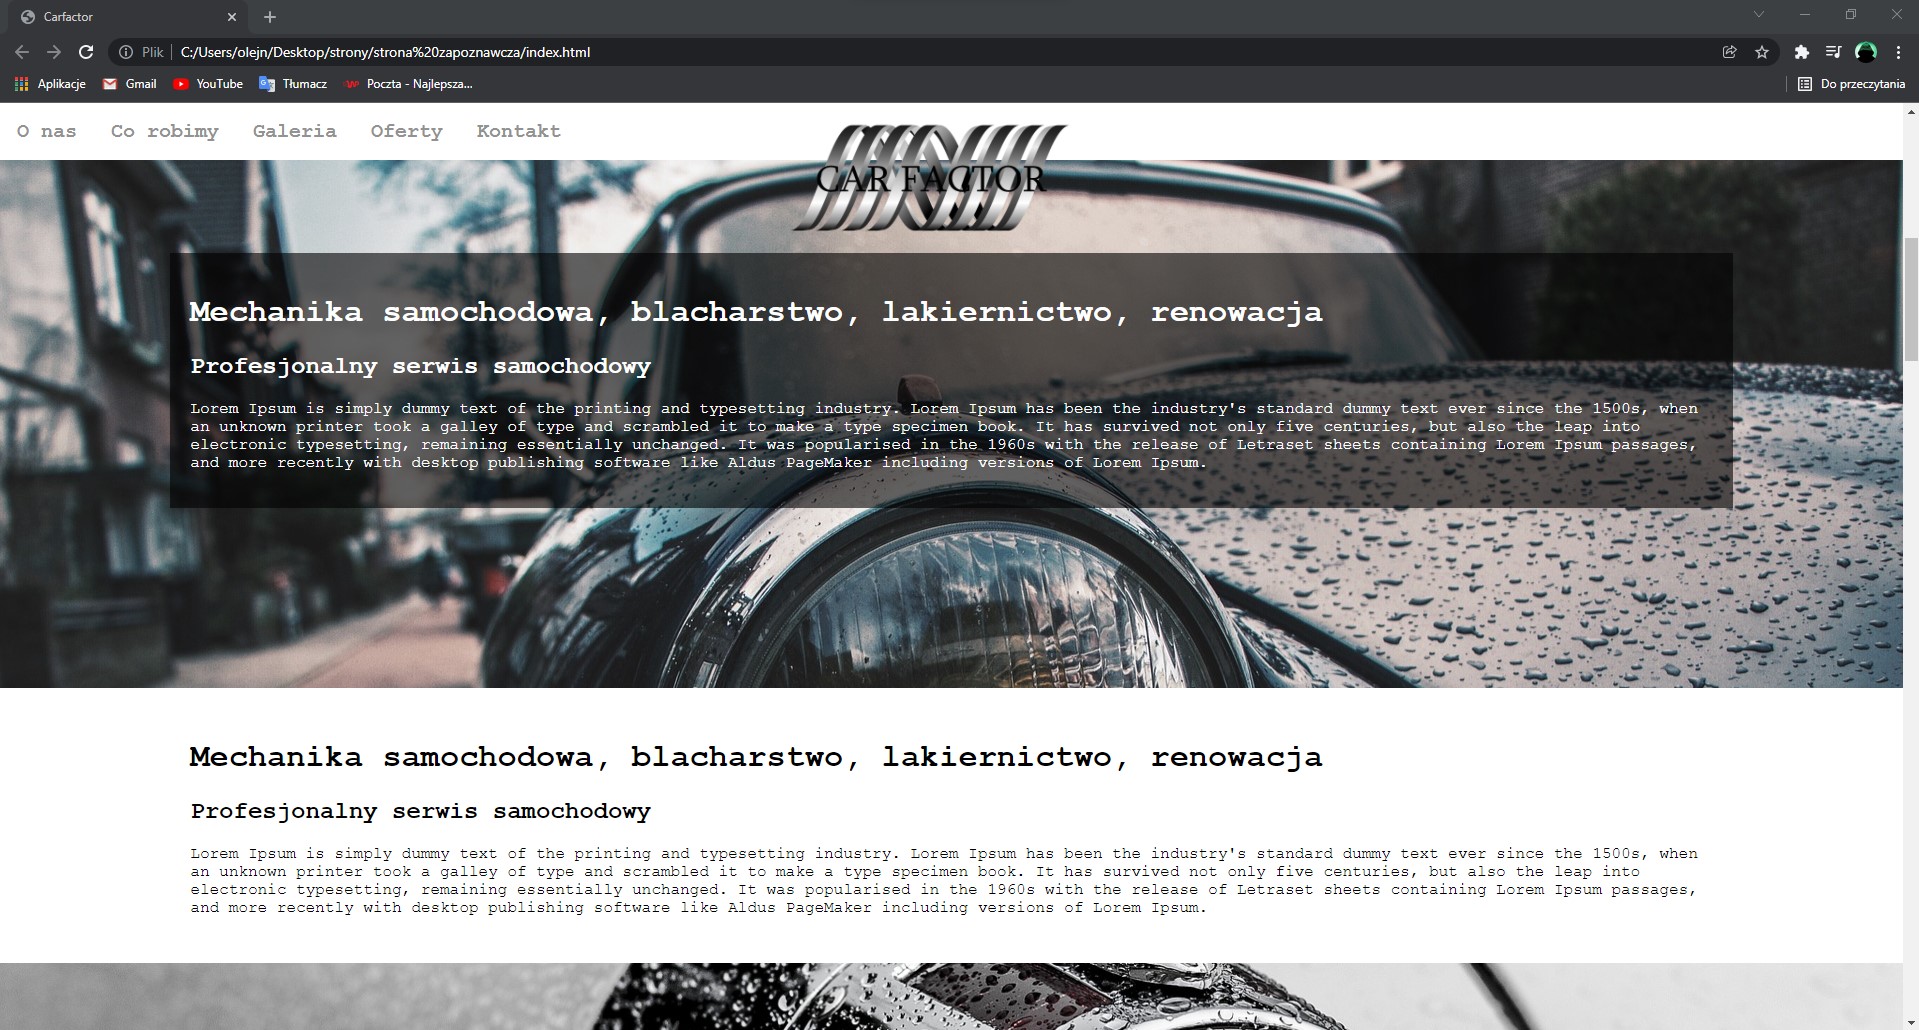 Carfactor
Plik
C:/Users/olejn/Desktop/strony/strona%20zapoznawcza/index.html
Aplikacje
Gmail
YouTube
Tłumacz
Poczta - Najlepsza...
Do przeczytania
O nas
Co robimy
Galeria
Oferty
Kontakt
CAR FACTOR
Mechanika samochodowa, blacharstwo, lakiernictwo, renowacja
Profesjonalny serwis samochodowy
Lorem Ipsum is simply dummy text of the printing and typesetting industry. Lorem Ipsum has been the industry's standard dummy text ever since the 1500s, when
an unknown printer took a galley of type and scrambled it to make a type specimen book. It has survived not only five centuries, but also the leap into
electronic typesetting, remaining essentially unchanged. It was popularised in the 1960s with the release of Letraset sheets containing Lorem Ipsum passages,
and more recently with desktop publishing software like Aldus PageMaker including versions of Lorem Ipsum.
Mechanika samochodowa, blacharstwo, lakiernictwo, renowacja
Profesjonalny serwis samochodowy
Lorem Ipsum is simply dummy text of the printing and typesetting industry. Lorem Ipsum has been the industry's standard dummy text ever since the 1500s, when
an unknown printer took a galley of type and scrambled it to make a type specimen book. It has survived not only five centuries, but also the leap into
electronic typesetting, remaining essentially unchanged. It was popularised in the 1960s with the release of Letraset sheets containing Lorem Ipsum passages,
and more recently with desktop publishing software like Aldus PageMaker including versions of Lorem Ipsum.